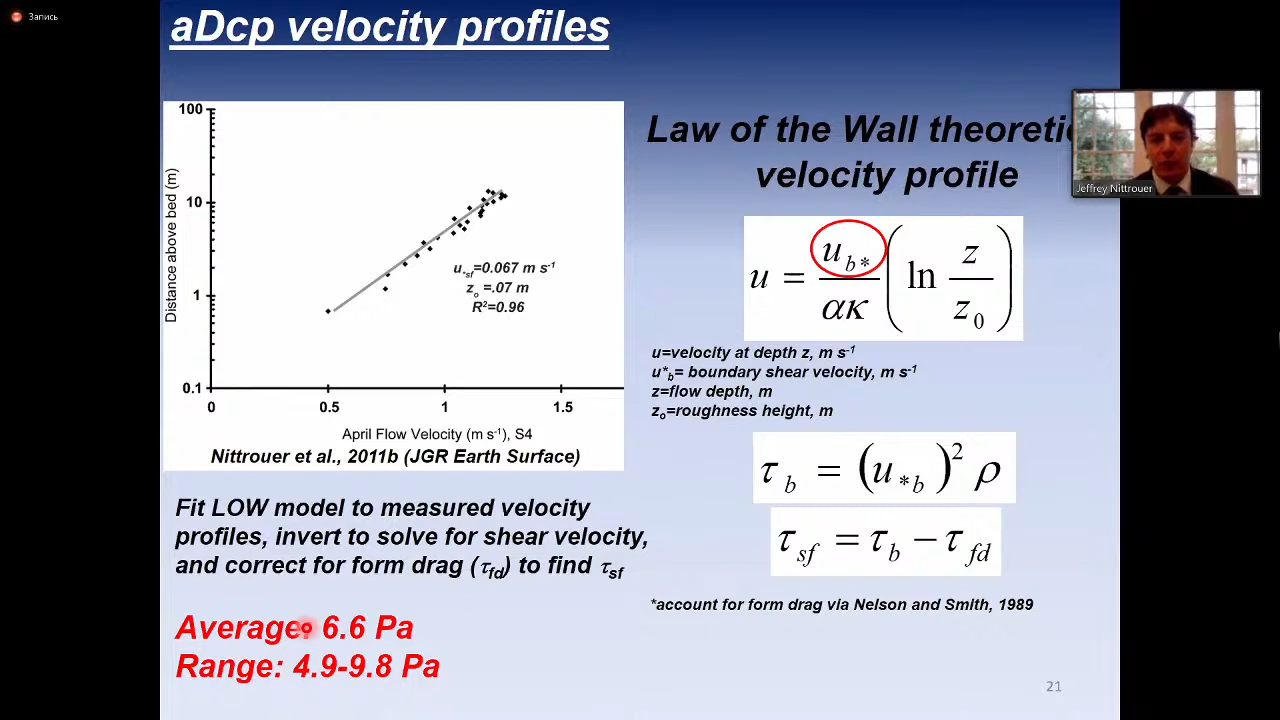 Запись
aDcp velocity profiles
100
10
1
0.1
0
0.5
1
1.5
Distance above bed (m)
u*sf=0.067 m s-1
zo =.07 m
R2=0.96
April Flow Velocity (m s-1), S4
Nittrouer et al., 2011b (JGR Earth Surface)
Fit LOW model to measured velocity
profiles, invert to solve for shear velocity,
and correct for form drag (τfd) to find τsf
Average: 6.6 Pa
Range: 4.9-9.8 Pa
Law of the Wall
velocity profile
u = ub* / ακ ( ln z / z0 )
u=velocity at depth z, m s-1
u*b= boundary shear velocity, m s-1
z=flow depth, m
zo=roughness height, m
τb = (u*b)2 ρ
τsf = τb − τfd
*account for form drag via Nelson and Smith, 1989
21
Jeffrey Nittrouer